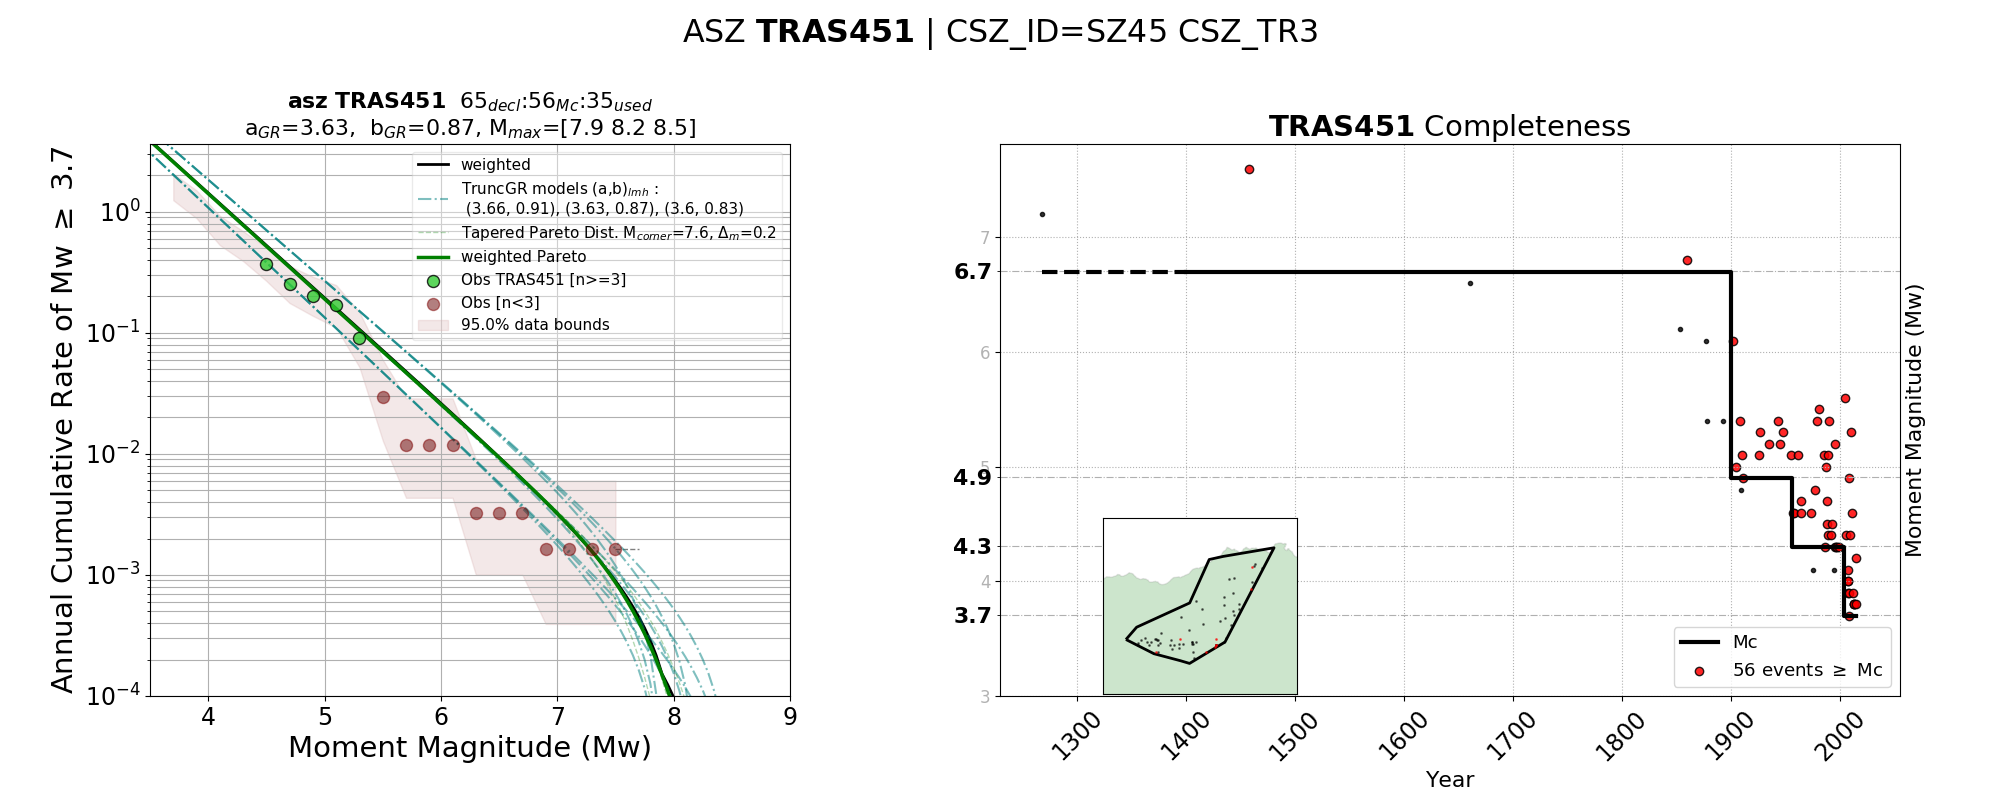 ASZ TRAS451 | CSZ_ID=SZ45 CSZ_TR3
asz TRAS451 65decl:56Mc:35used
aGR=3.63, bGR=0.87, Mmax=[7.9 8.2 8.5]
Annual Cumulative Rate of Mw ≥ 3.7
10^0
10^−1
10^−2
10^−3
10^−4
weighted
TruncGR models (a,b)lmh :
(3.66, 0.91), (3.63, 0.87), (3.6, 0.83)
Tapered Pareto Dist. Mcorner=7.6, Δm=0.2
weighted Pareto
Obs TRAS451 [n>=3]
Obs [n<3]
95.0% data bounds
4 5 6 7 8 9
Moment Magnitude (Mw)
TRAS451 Completeness
7
6.7
6
5
4.9
4.3
4
3.7
3
Moment Magnitude (Mw)
Mc
56 events ≥ Mc
1300 1400 1500 1600 1700 1800 1900 2000
Year